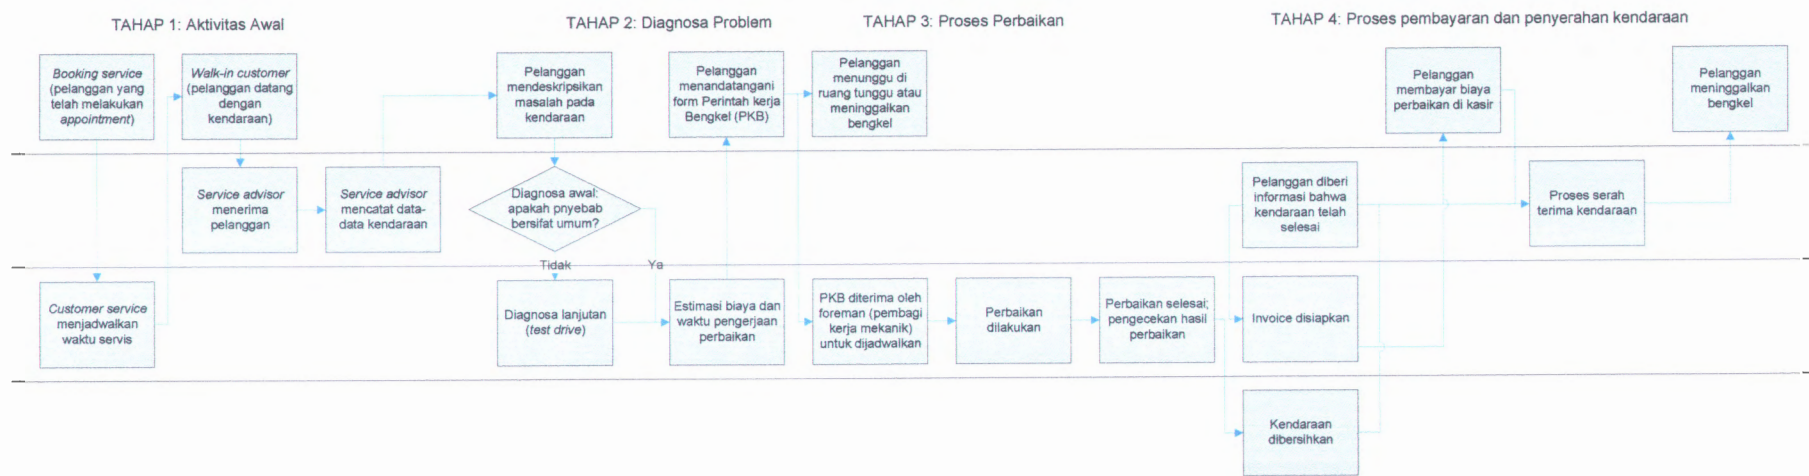 TAHAP 1: Aktivitas Awal
TAHAP 2: Diagnosa Problem
TAHAP 3: Proses Perbaikan
TAHAP 4: Proses pembayaran dan penyerahan kendaraan
Booking service
(pelanggan yang
telah melakukan
appointment)
Walk-in customer
(pelanggan datang
dengan
kendaraan)
Pelanggan
mendeskripsikan
masalah pada
kendaraan
Pelanggan
menandatangani
form Perintah kerja
Bengkel (PKB)
Pelanggan
menunggu di
ruang tunggu atau
meninggalkan
bengkel
Pelanggan
membayar biaya
perbaikan di kasir
Pelanggan
meninggalkan
bengkel
Service advisor
menerima
pelanggan
Service advisor
mencatat data-
data kendaraan
Diagnosa awal:
apakah pnyebab
bersifat umum?
Pelanggan diberi
informasi bahwa
kendaraan telah
selesai
Proses serah
terima kendaraan
Tidak
Ya
Customer service
menjadwalkan
waktu servis
Diagnosa lanjutan
(test drive)
Estimasi biaya dan
waktu pengerjaan
perbaikan
PKB diterima oleh
foreman (pembagi
kerja mekanik)
untuk dijadwalkan
Perbaikan
dilakukan
Perbaikan selesai;
pengecekan hasil
perbaikan
Invoice disiapkan
Kendaraan
dibersihkan